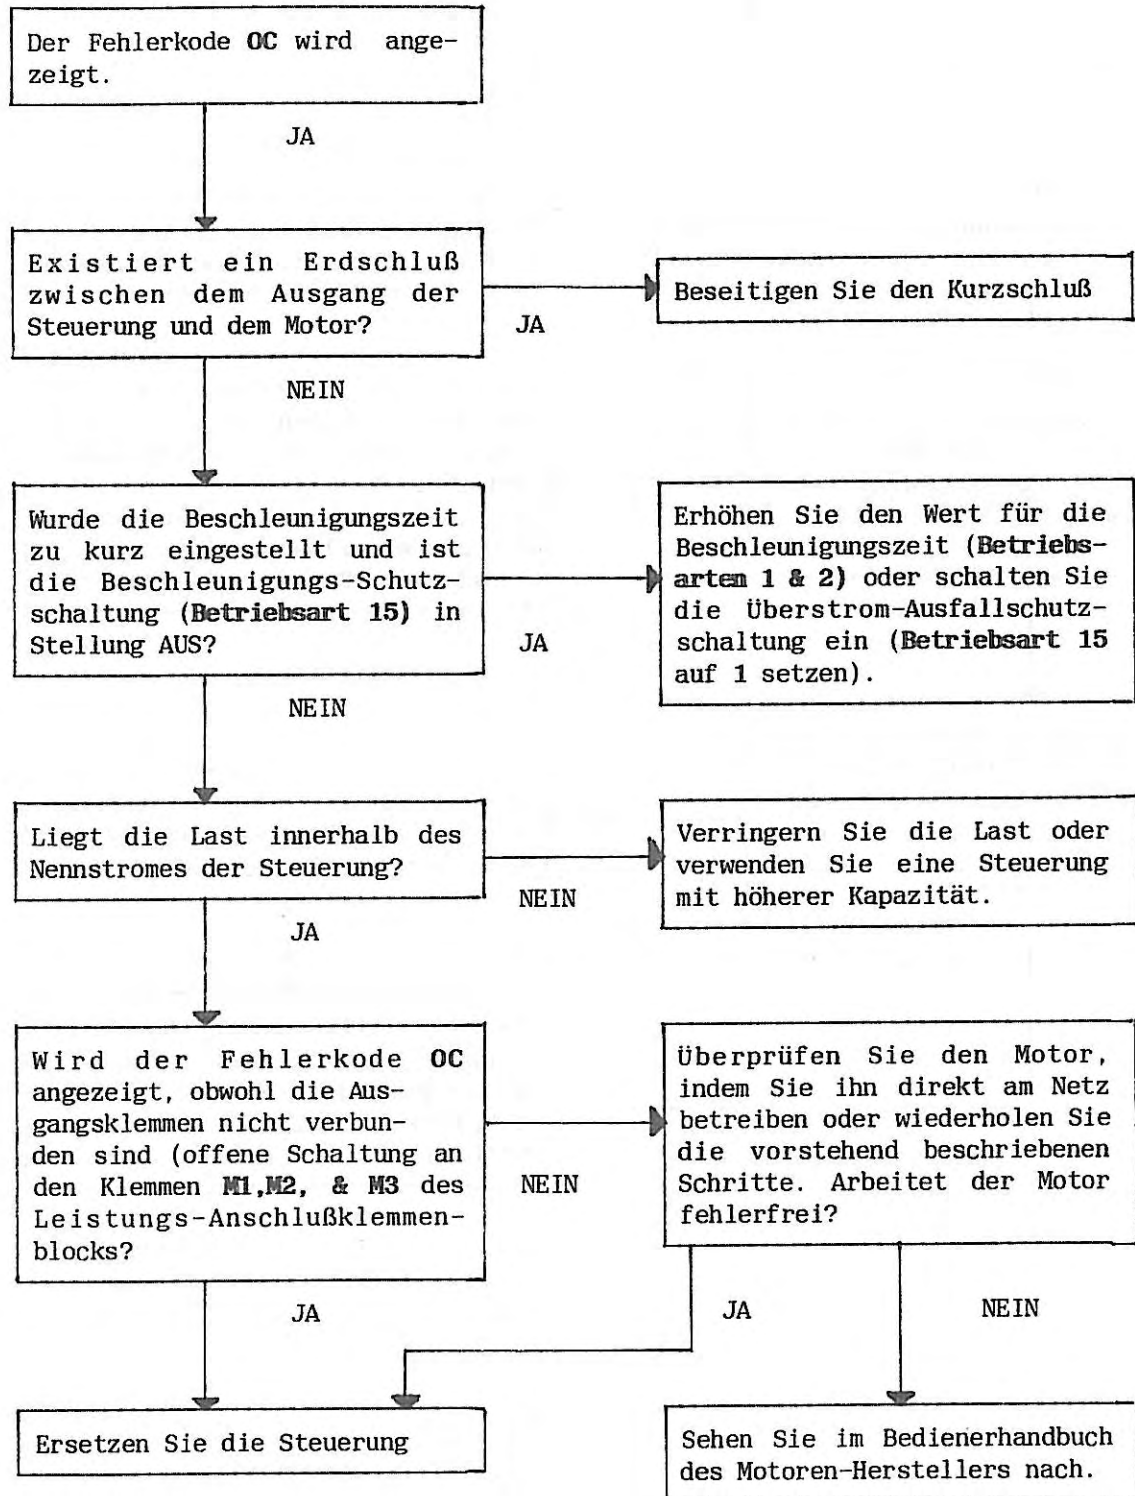 Der Fehlerkode OC wird ange-
zeigt.
JA
Existiert ein Erdschluß
zwischen dem Ausgang der
Steuerung und dem Motor?
JA
Beseitigen Sie den Kurzschluß
NEIN
Wurde die Beschleunigungszeit
zu kurz eingestellt und ist
die Beschleunigungs-Schutz-
schaltung (Betriebsart 15) in
Stellung AUS?
JA
Erhöhen Sie den Wert für die
Beschleunigungszeit (Betriebs-
arten 1 & 2) oder schalten Sie
die Überstrom-Ausfallschutz-
schaltung ein (Betriebsart 15
auf 1 setzen).
NEIN
Liegt die Last innerhalb des
Nennstromes der Steuerung?
NEIN
Verringern Sie die Last oder
verwenden Sie eine Steuerung
mit höherer Kapazität.
JA
Wird der Fehlerkode OC
angezeigt, obwohl die Aus-
gangsklemmen nicht verbun-
den sind (offene Schaltung an
den Klemmen M1,M2, & M3 des
Leistungs-Anschlußklemmen-
blocks?
NEIN
Überprüfen Sie den Motor,
indem Sie ihn direkt am Netz
betreiben oder wiederholen Sie
die vorstehend beschriebenen
Schritte. Arbeitet der Motor
fehlerfrei?
JA
JA
NEIN
Ersetzen Sie die Steuerung
Sehen Sie im Bedienerhandbuch
des Motoren-Herstellers nach.